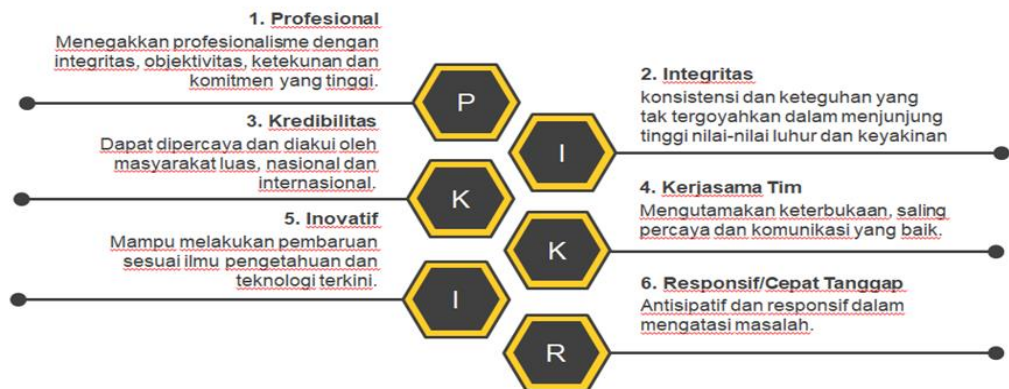 1. Profesional
Menegakkan profesionalisme dengan
integritas, objektivitas, ketekunan dan
komitmen yang tinggi.
P
2. Integritas
konsistensi dan keteguhan yang
tak tergoyahkan dalam menjunjung
tinggi nilai-nilai luhur dan keyakinan
I
3. Kredibilitas
Dapat dipercaya dan diakui oleh
masyarakat luas, nasional dan
internasional.
K
4. Kerjasama Tim
Mengutamakan keterbukaan, saling
percaya dan komunikasi yang baik.
K
5. Inovatif
Mampu melakukan pembaruan
sesuai ilmu pengetahuan dan
teknologi terkini.
I
6. Responsif/Cepat Tanggap
Antisipatif dan responsif dalam
mengatasi masalah.
R